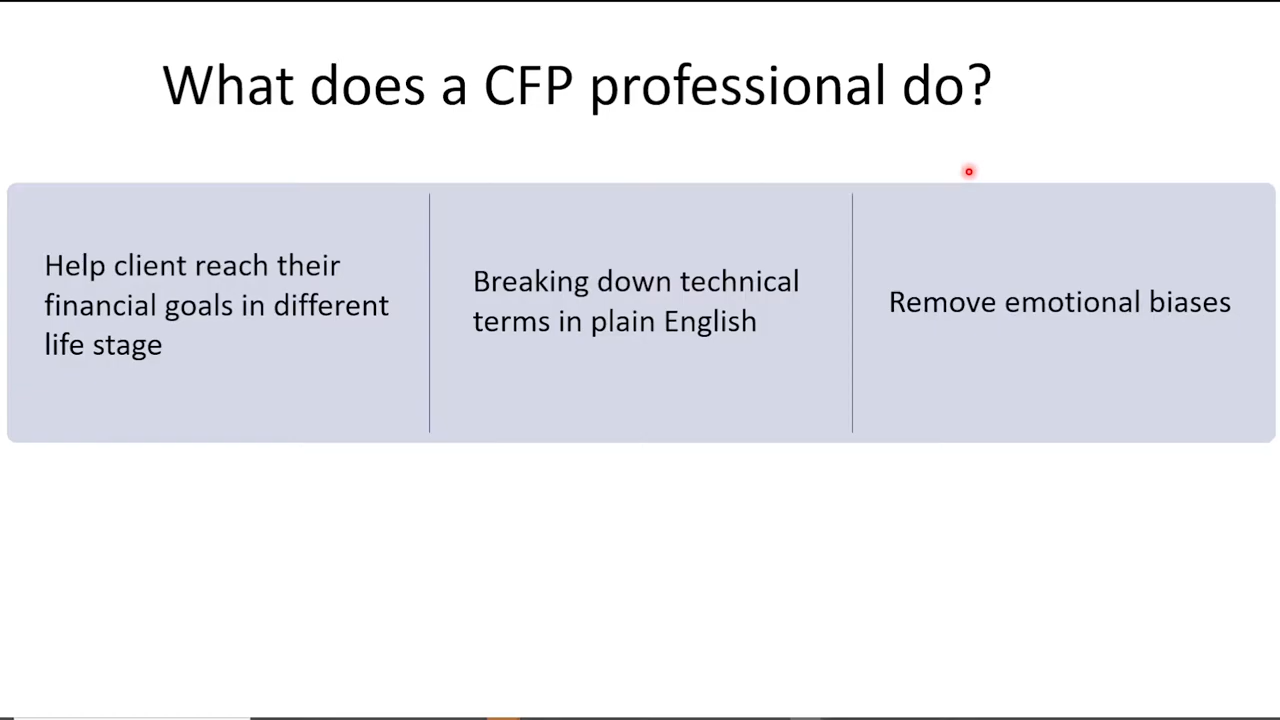 What does a CFP professional do?
Help client reach their
financial goals in different
life stage
Breaking down technical
terms in plain English
Remove emotional biases